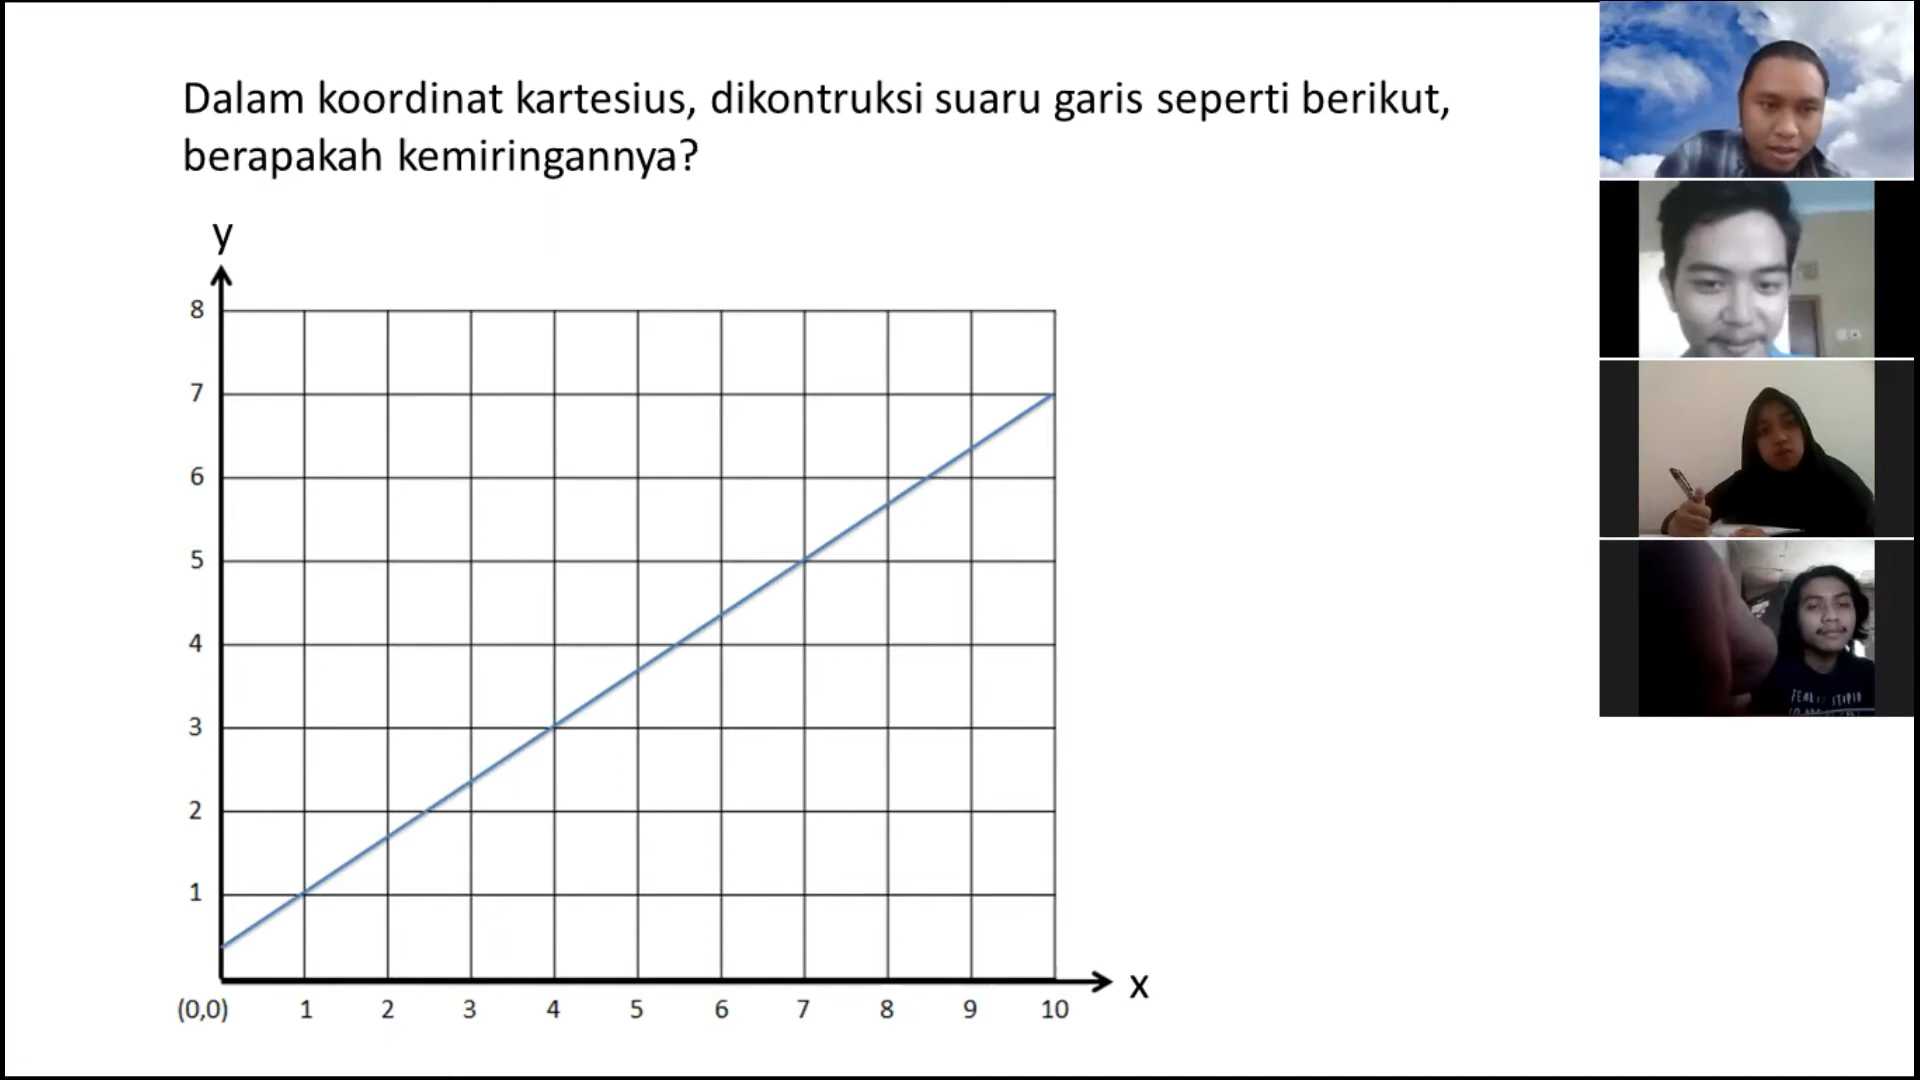 Dalam koordinat kartesius, dikontruksi suaru garis seperti berikut,
berapakah kemiringannya?
y
8
7
6
5
4
3
2
1
(0,0) 1 2 3 4 5 6 7 8 9 10
x